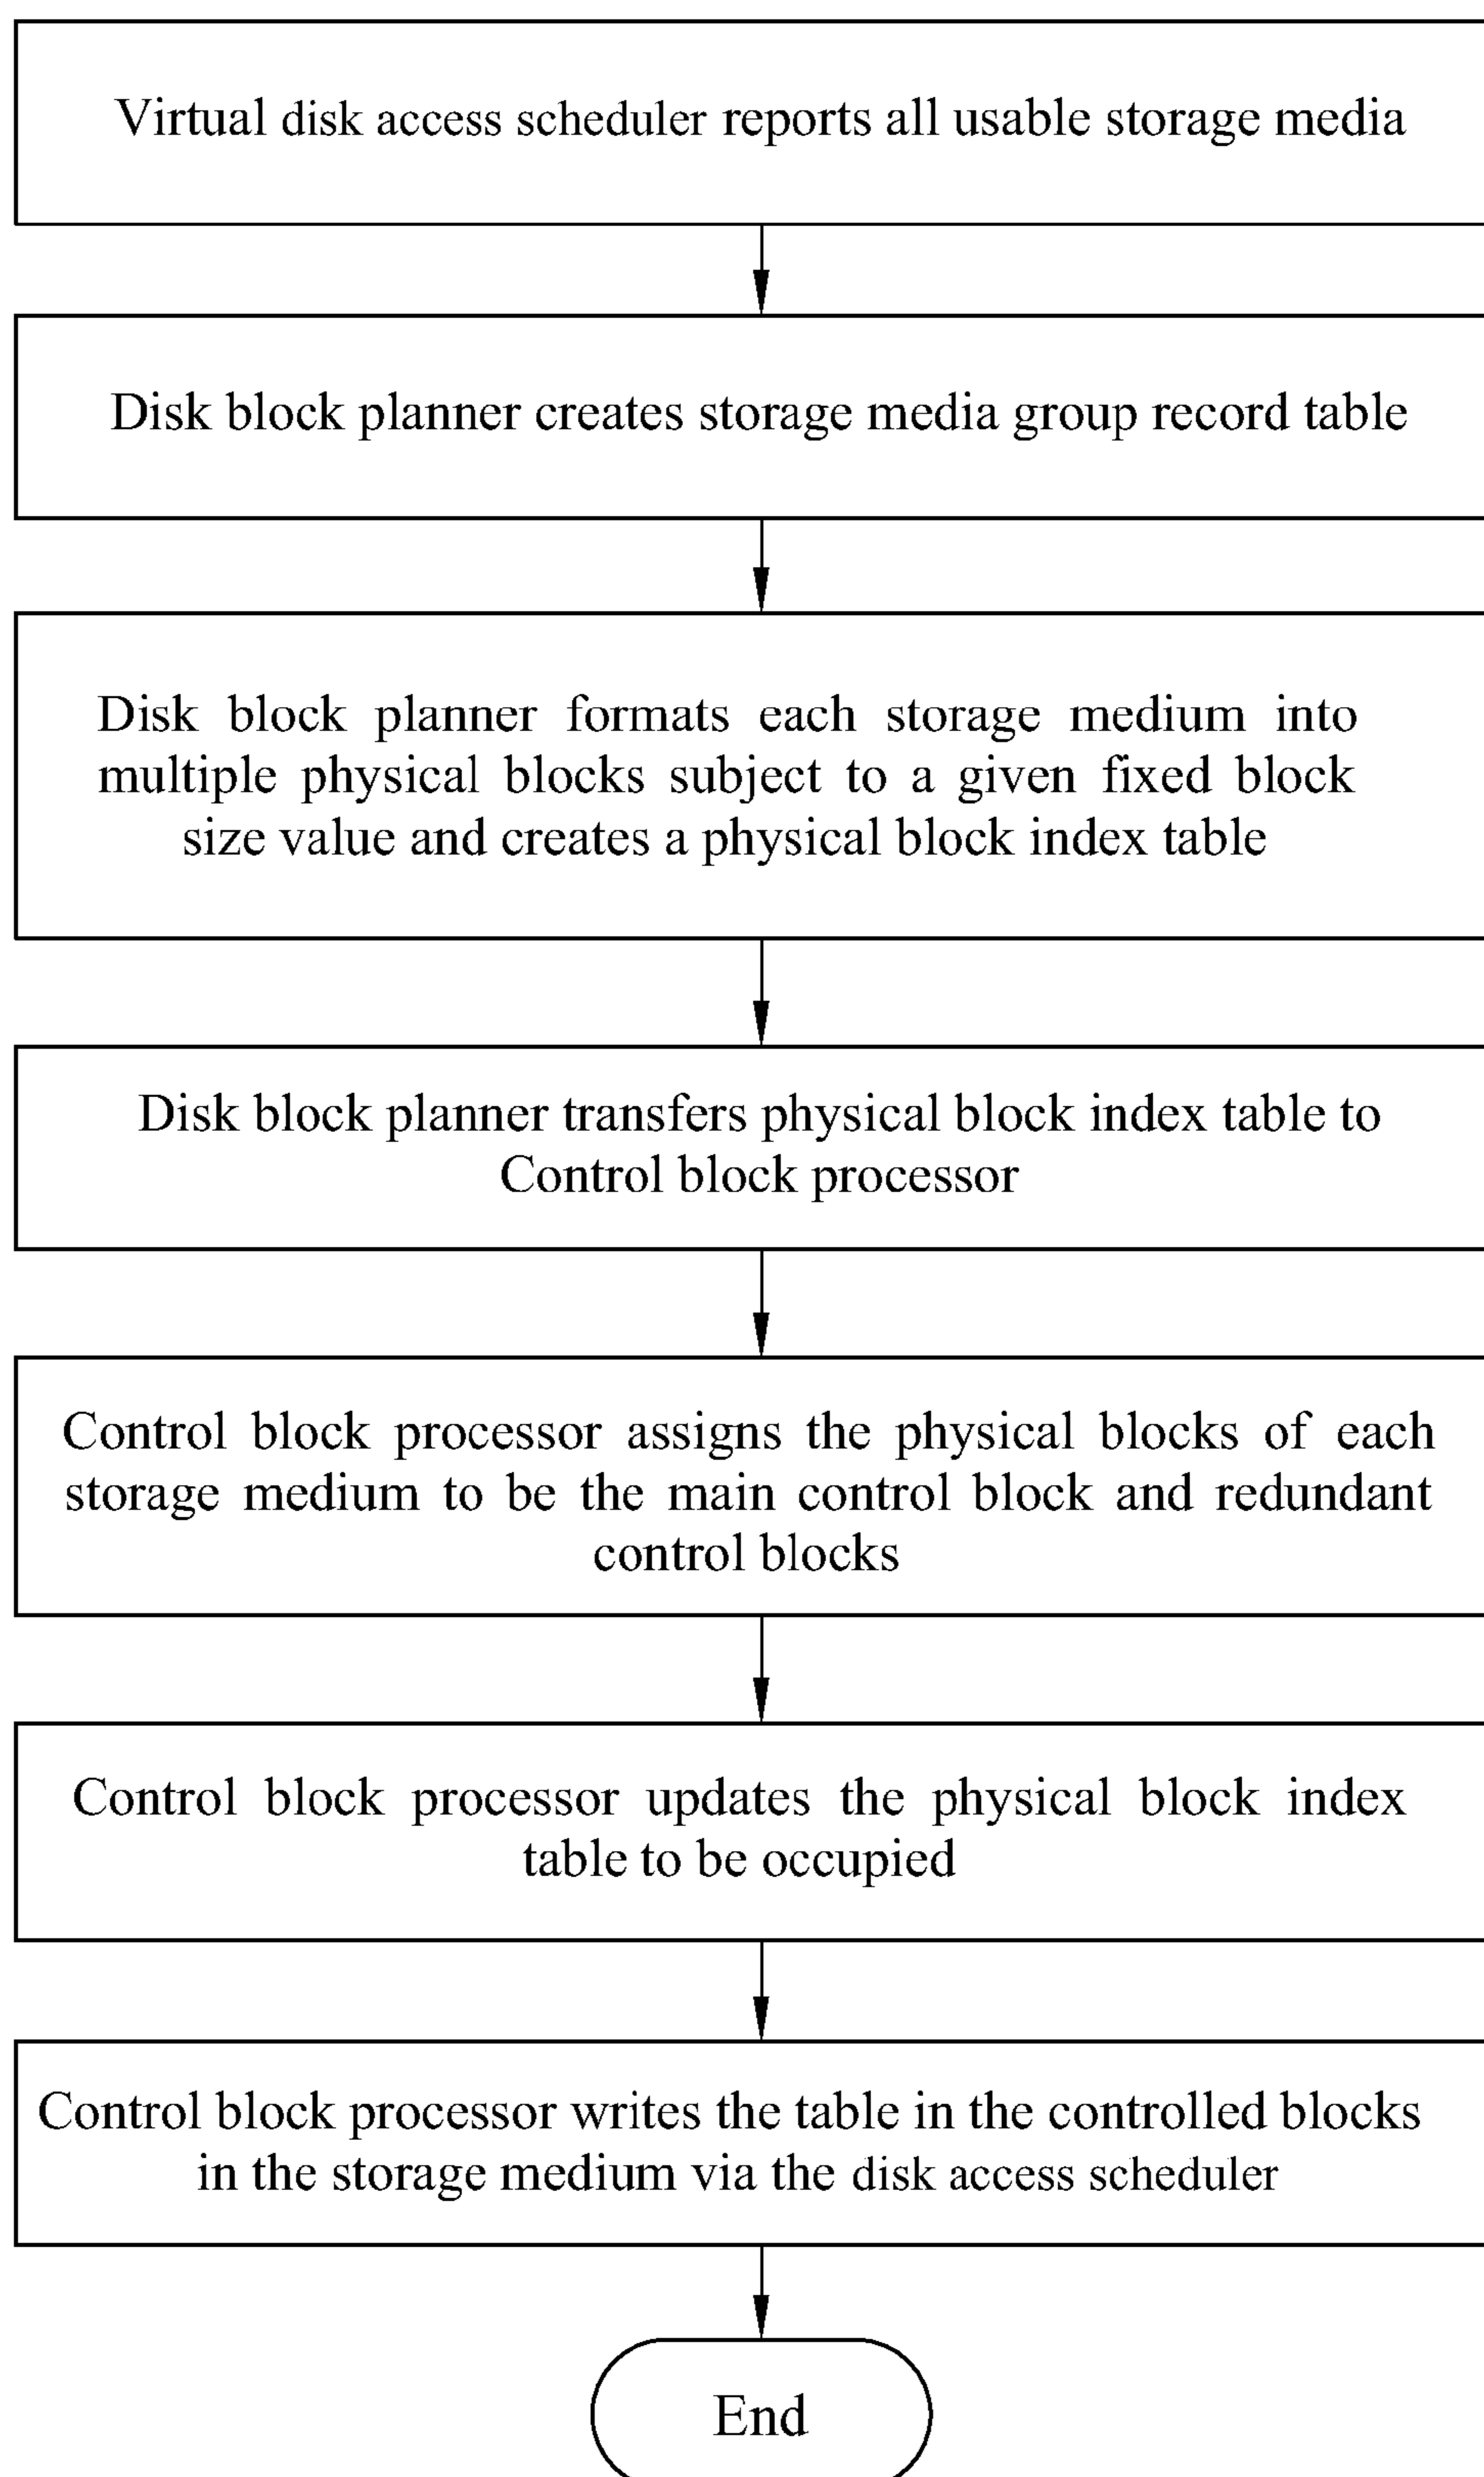 Virtual disk access scheduler reports all usable storage media
Disk block planner creates storage media group record table
Disk block planner formats each storage medium into
multiple physical blocks subject to a given fixed block
size value and creates a physical block index table
Disk block planner transfers physical block index table to
Control block processor
Control block processor assigns the physical blocks of each
storage medium to be the main control block and redundant
control blocks
Control block processor updates the physical block index
table to be occupied
Control block processor writes the table in the controlled blocks
in the storage medium via the disk access scheduler
End